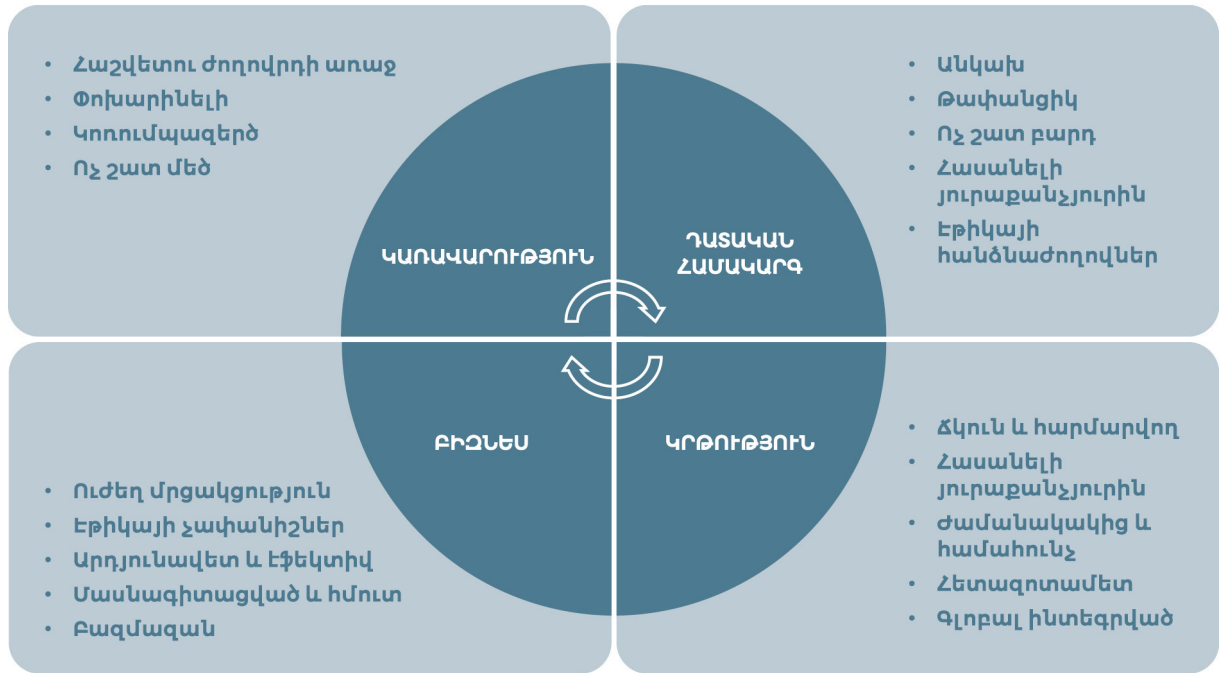 • Հաշվետու ժողովրդի առաջ
• Փոխարինելի
• Կոռումպազերծ
• Ոչ շատ մեծ
ԿԱՌԱՎԱՐՈՒԹՅՈՒՆ
• Անկախ
• Թափանցիկ
• Ոչ շատ բարդ
• Հասանելի
յուրաքանչյուրին
• Էթիկայի
հանձնաժողովներ
ԴԱՏԱԿԱՆ
ՀԱՄԱԿԱՐԳ
ԲԻԶՆԵՍ
• Ուժեղ մրցակցություն
• Էթիկայի չափանիշներ
• Արդյունավետ և էֆեկտիվ
• Մասնագիտացված և հմուտ
• Բազմազան
ԿՐԹՈՒԹՅՈՒՆ
• Ճկուն և հարմարվող
• Հասանելի
յուրաքանչյուրին
• Ժամանակակից և
համահունչ
• Հետազոտամետ
• Գլոբալ ինտեգրված